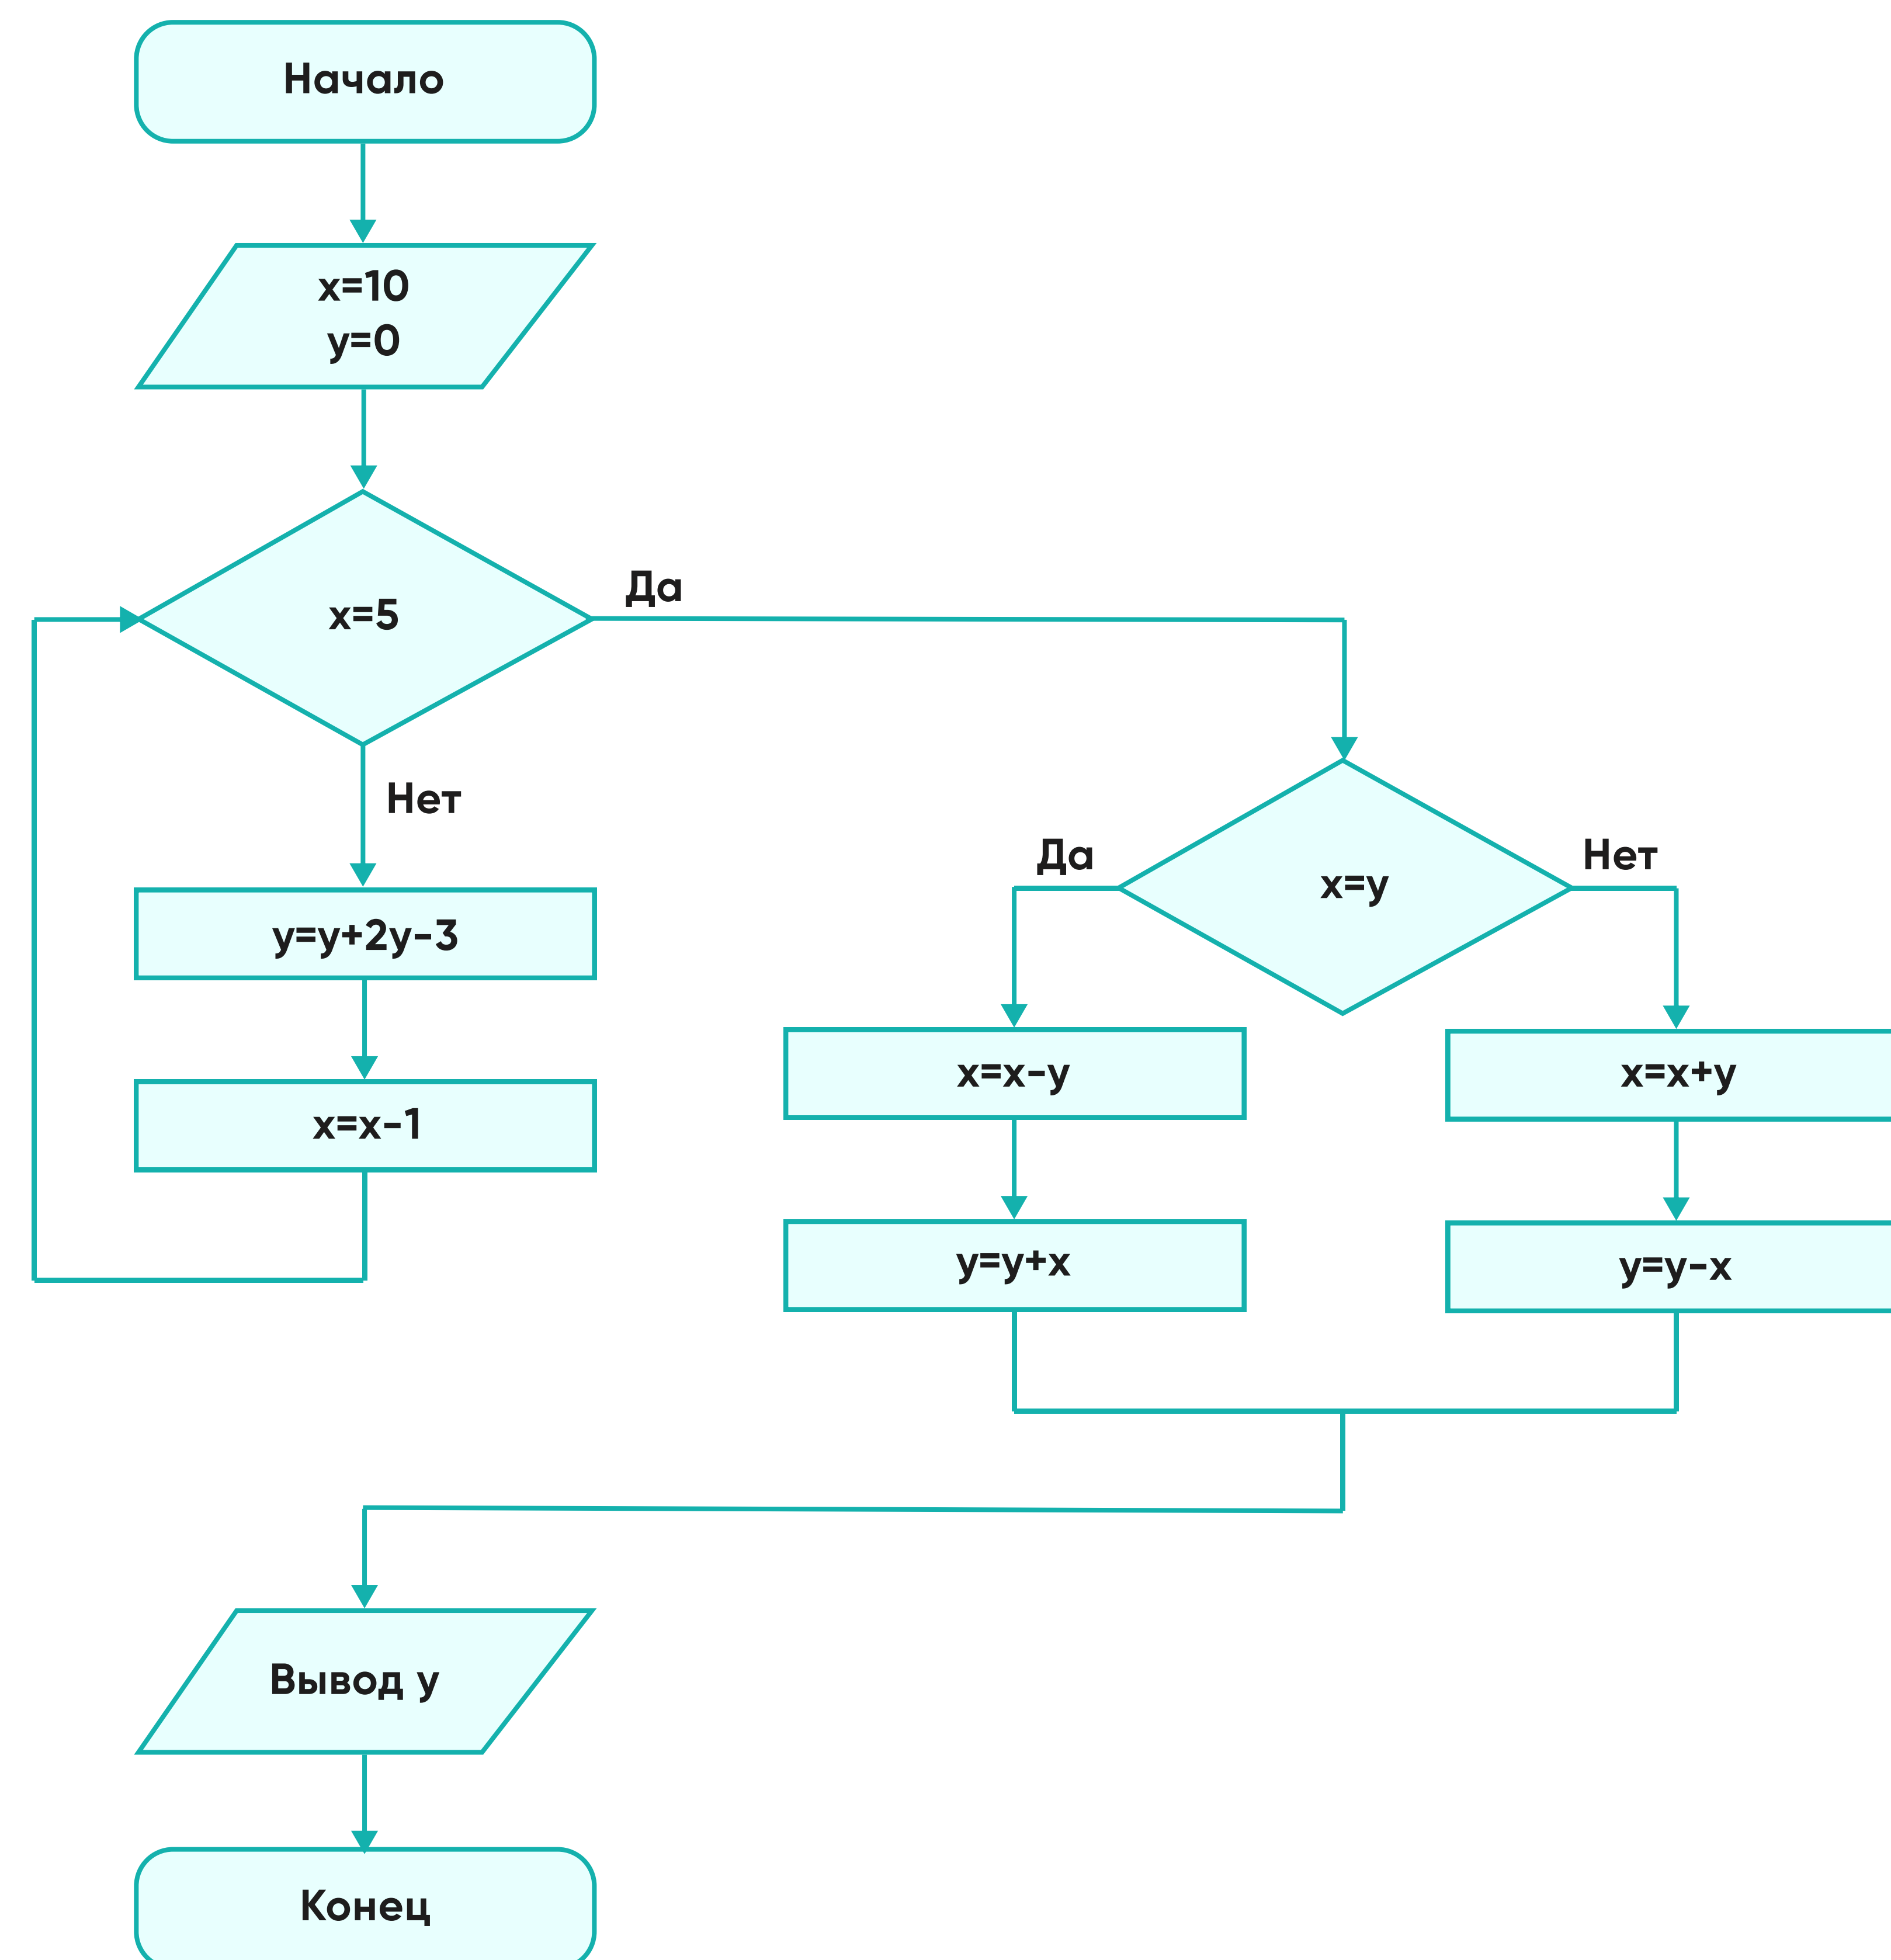 Начало
x=10
y=0
x=5
Да
Нет
y=y+2y-3
x=x-1
x=y
Да
Нет
x=x-y
x=x+y
y=y+x
y=y-x
Вывод y
Конец